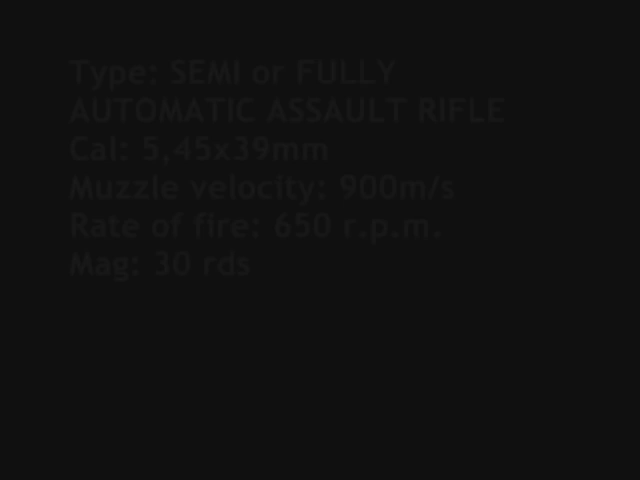 Type: SEMI or FULLY
AUTOMATIC ASSAULT RIFLE
Cal: 5,45x39mm
Muzzle velocity: 900m/s
Rate of fire: 650 r.p.m.
Mag: 30 rds